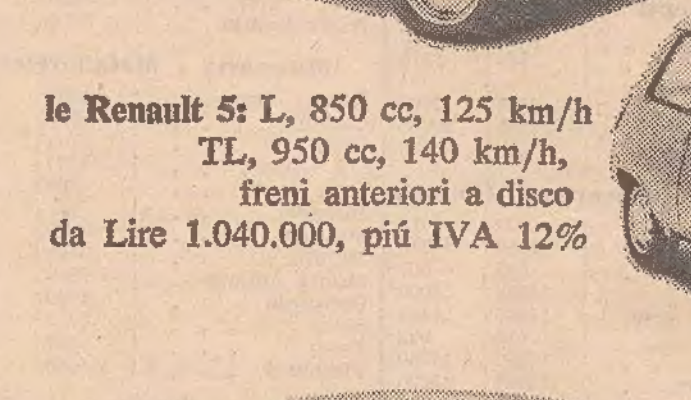 le Renault 5: L, 850 cc, 125 km/h
TL, 950 cc, 140 km/h,
freni anteriori a disco
da Lire 1.040.000, piú IVA 12%